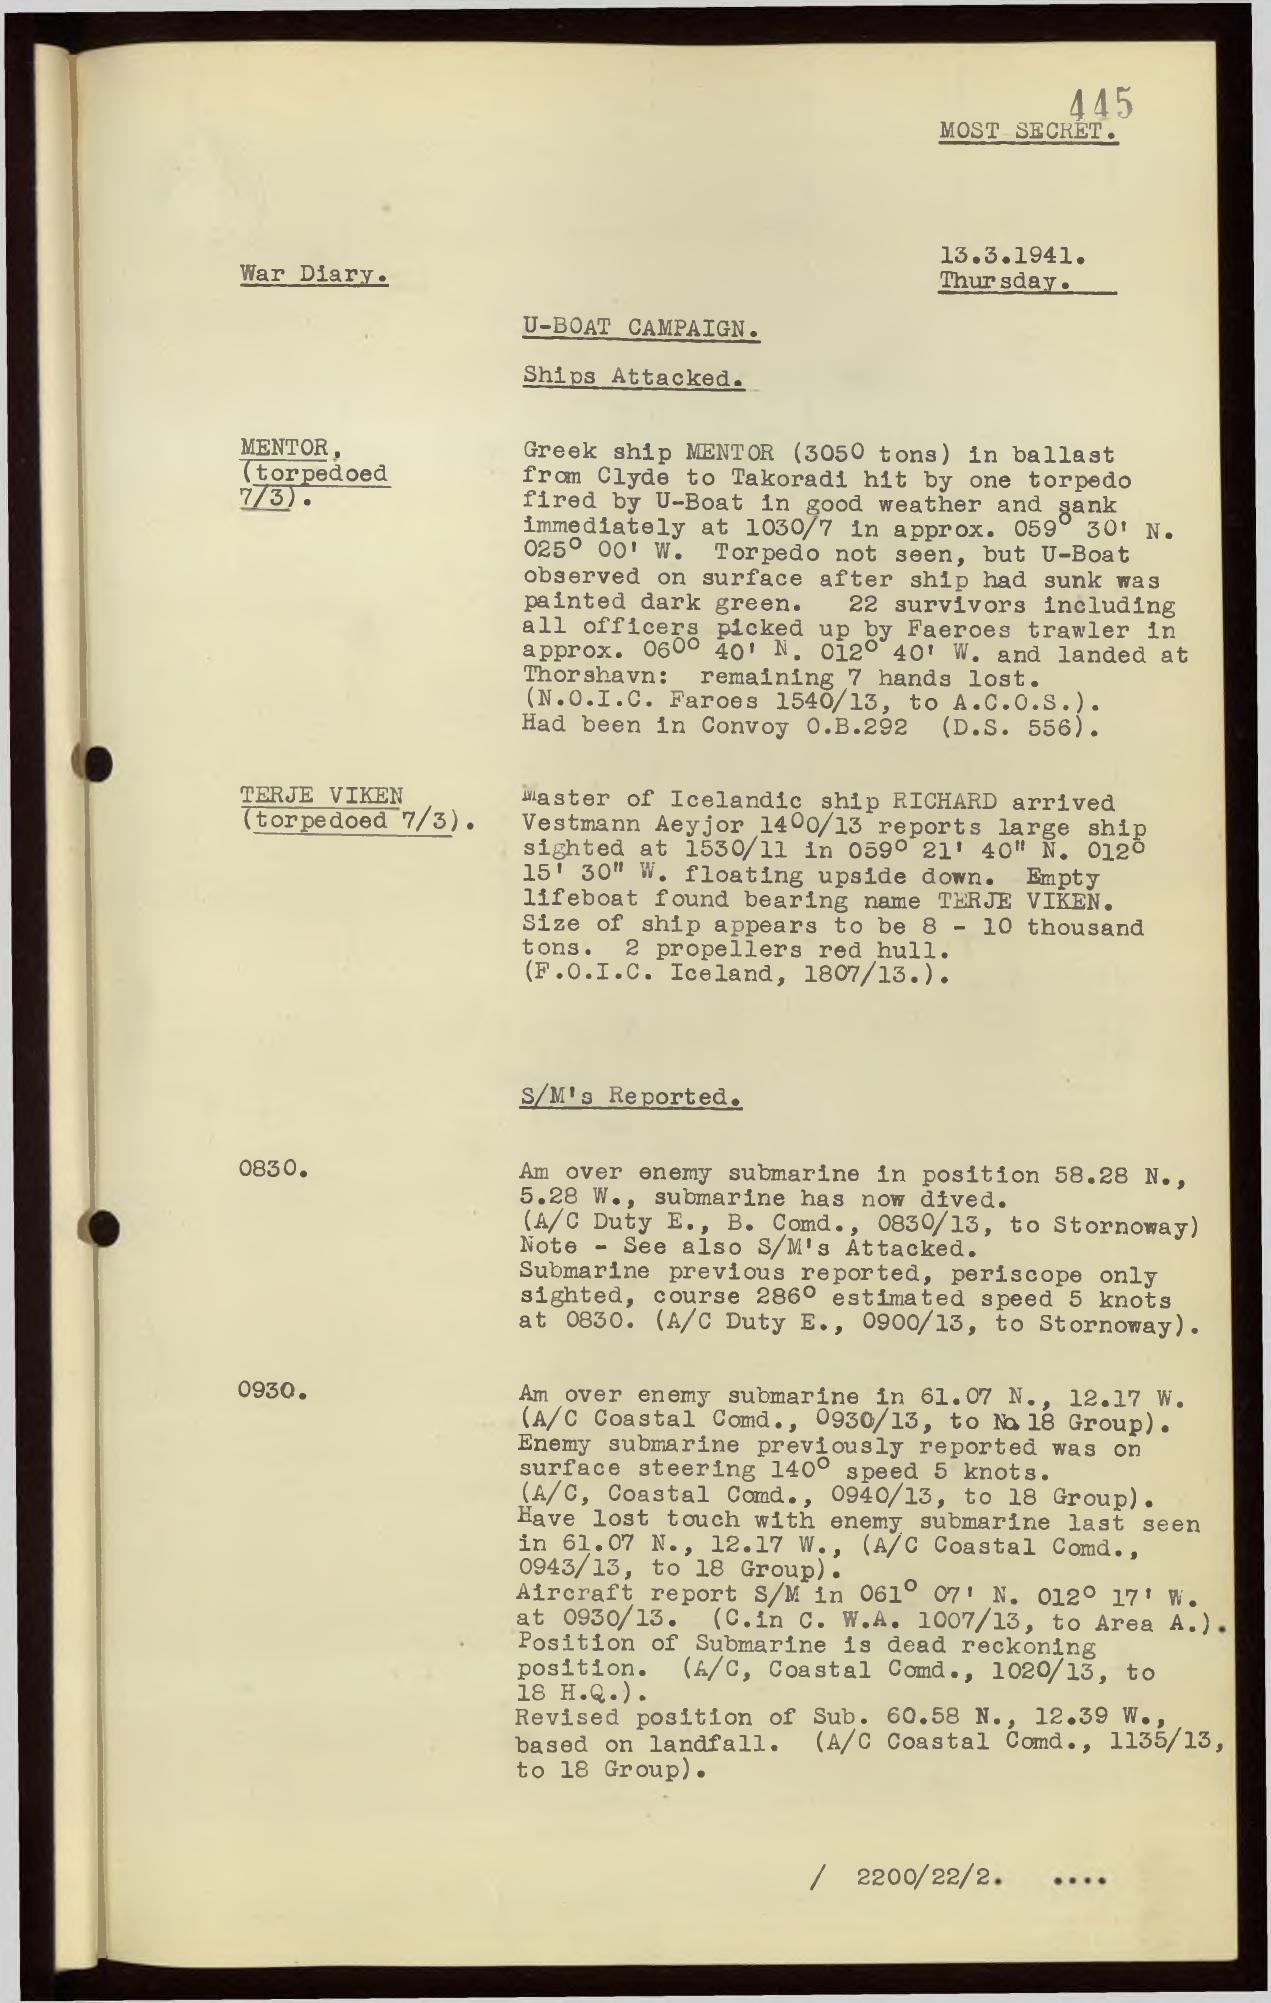 445
MOST SECRET.
13.3.1941.
War Diary.
Thursday.
U-BOAT CAMPAIGN.
Ships Attacked.
MENTOR,
(torpedoed
7/3).
Greek ship MENTOR (3050 tons) in ballast
from Clyde to Takoradi hit by one torpedo
fired by U-Boat in good weather and sank
immediately at 1030/7 in approx. 059° 30' N.
025° 00' W. Torpedo not seen, but U-Boat
observed on surface after ship had sunk was
painted dark green. 22 survivors including
all officers picked up by Faeroes trawler in
approx. 060° 40' N. 012° 40' W. and landed at
Thorshavn: remaining 7 hands lost.
(N.O.I.C. Faroes 1540/13, to A.C.O.S.).
Had been in Convoy O.B.292 (D.S. 556).
TERJE VIKEN
(torpedoed 7/3).
Master of Icelandic ship RICHARD arrived
Vestmann Aeyjor 1400/13 reports large ship
sighted at 1530/11 in 059° 21' 40" N. 012°
15' 30" W. floating upside down. Empty
lifeboat found bearing name TERJE VIKEN.
Size of ship appears to be 8 - 10 thousand
tons. 2 propellers red hull.
(F.O.I.C. Iceland, 1807/13.).
S/M's Reported.
0830.
Am over enemy submarine in position 58.28 N.,
5.28 W., submarine has now dived.
(A/C Duty E., B. Comd., 0830/13, to Stornoway)
Note - See also S/M's Attacked.
Submarine previous reported, periscope only
sighted, course 286° estimated speed 5 knots
at 0830. (A/C Duty E., 0900/13, to Stornoway).
0930.
Am over enemy submarine in 61.07 N., 12.17 W.
(A/C Coastal Comd., 0930/13, to No. 18 Group).
Enemy submarine previously reported was on
surface steering 140° speed 5 knots.
(A/C, Coastal Comd., 0940/13, to 18 Group).
Have lost touch with enemy submarine last seen
in 61.07 N., 12.17 W., (A/C Coastal Comd.,
0943/13, to 18 Group).
Aircraft report S/M in 061° 07' N. 012° 17' W.
at 0930/13. (C.in C. W.A. 1007/13, to Area A.).
Position of Submarine is dead reckoning
position. (A/C, Coastal Comd., 1020/13, to
18 H.Q.).
Revised position of Sub. 60.58 N., 12.39 W.,
based on landfall. (A/C Coastal Comd., 1135/13,
to 18 Group).
/ 2200/22/2. ....